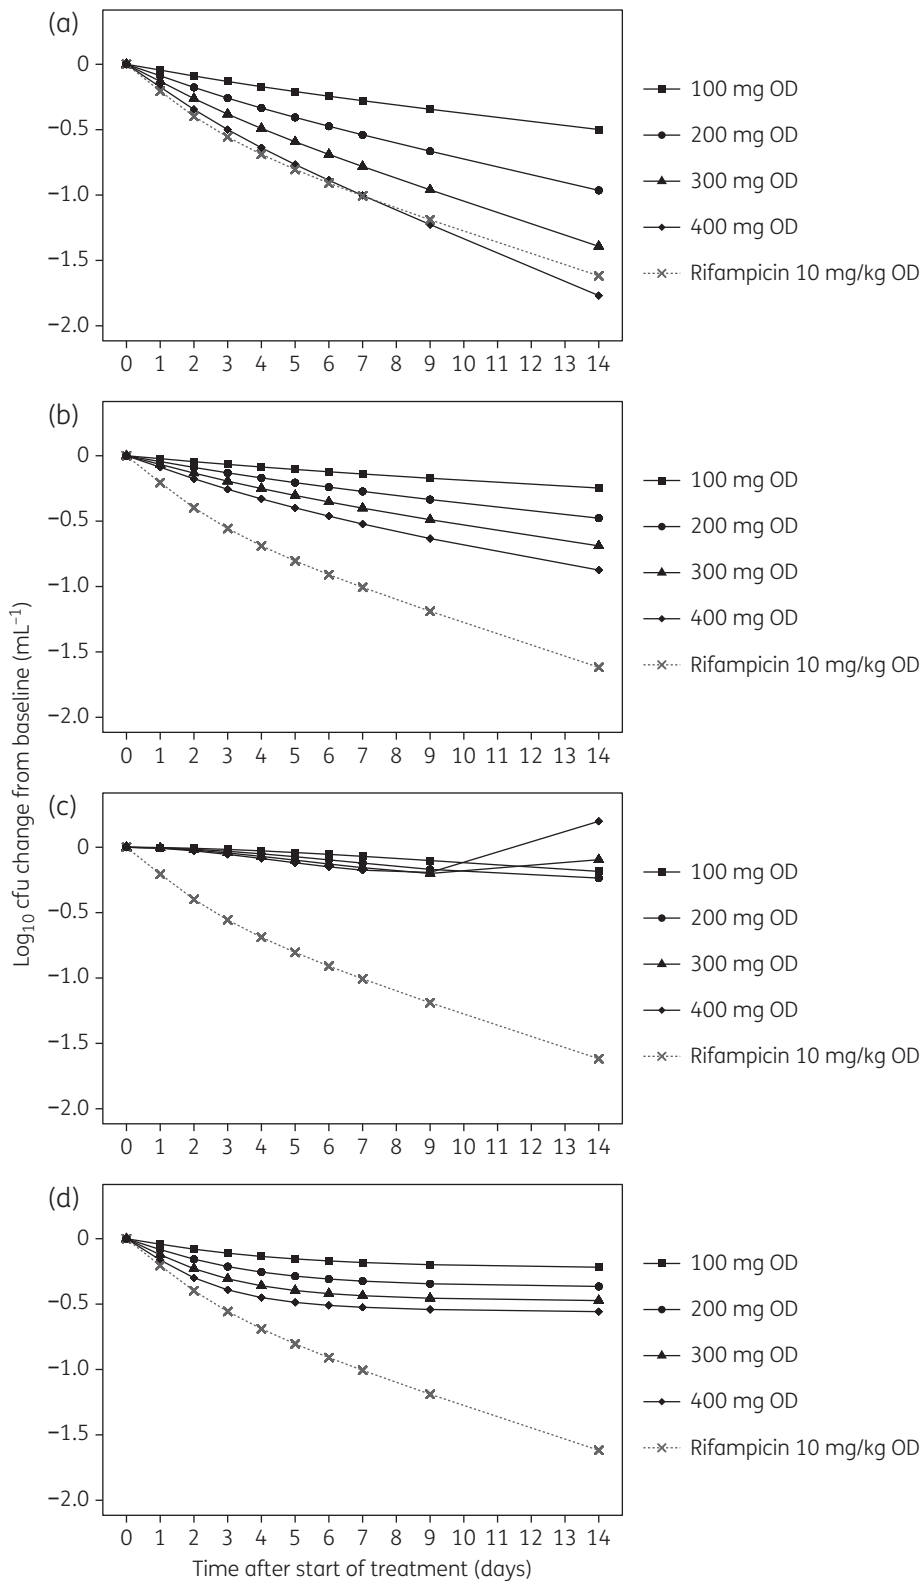 (a)
0
−0.5
−1.0
−1.5
−2.0
0 1 2 3 4 5 6 7 8 9 10 11 12 13 14
100 mg OD
200 mg OD
300 mg OD
400 mg OD
Rifampicin 10 mg/kg OD
(b)
0
−0.5
−1.0
−1.5
−2.0
0 1 2 3 4 5 6 7 8 9 10 11 12 13 14
100 mg OD
200 mg OD
300 mg OD
400 mg OD
Rifampicin 10 mg/kg OD
Log₁₀ cfu change from baseline (mL⁻¹)
(c)
0
−0.5
−1.0
−1.5
−2.0
0 1 2 3 4 5 6 7 8 9 10 11 12 13 14
100 mg OD
200 mg OD
300 mg OD
400 mg OD
Rifampicin 10 mg/kg OD
(d)
0
−0.5
−1.0
−1.5
−2.0
0 1 2 3 4 5 6 7 8 9 10 11 12 13 14
100 mg OD
200 mg OD
300 mg OD
400 mg OD
Rifampicin 10 mg/kg OD
Time after start of treatment (days)